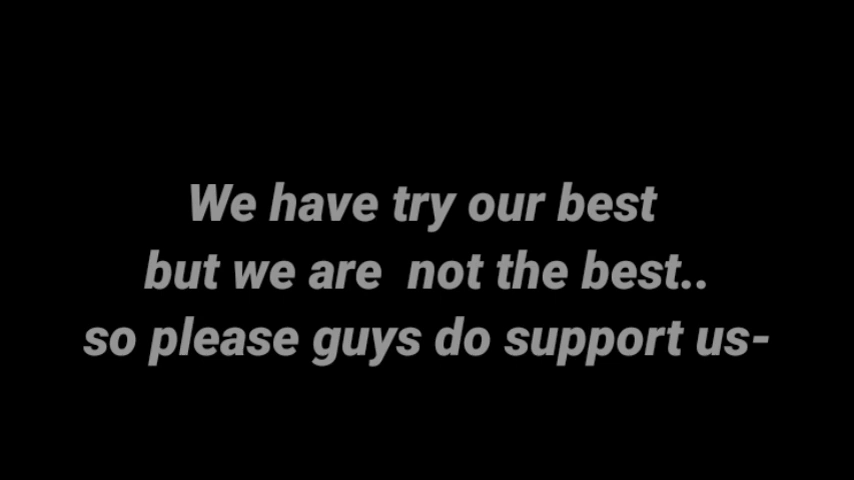 We have try our best
but we are  not the best..
so please guys do support us-